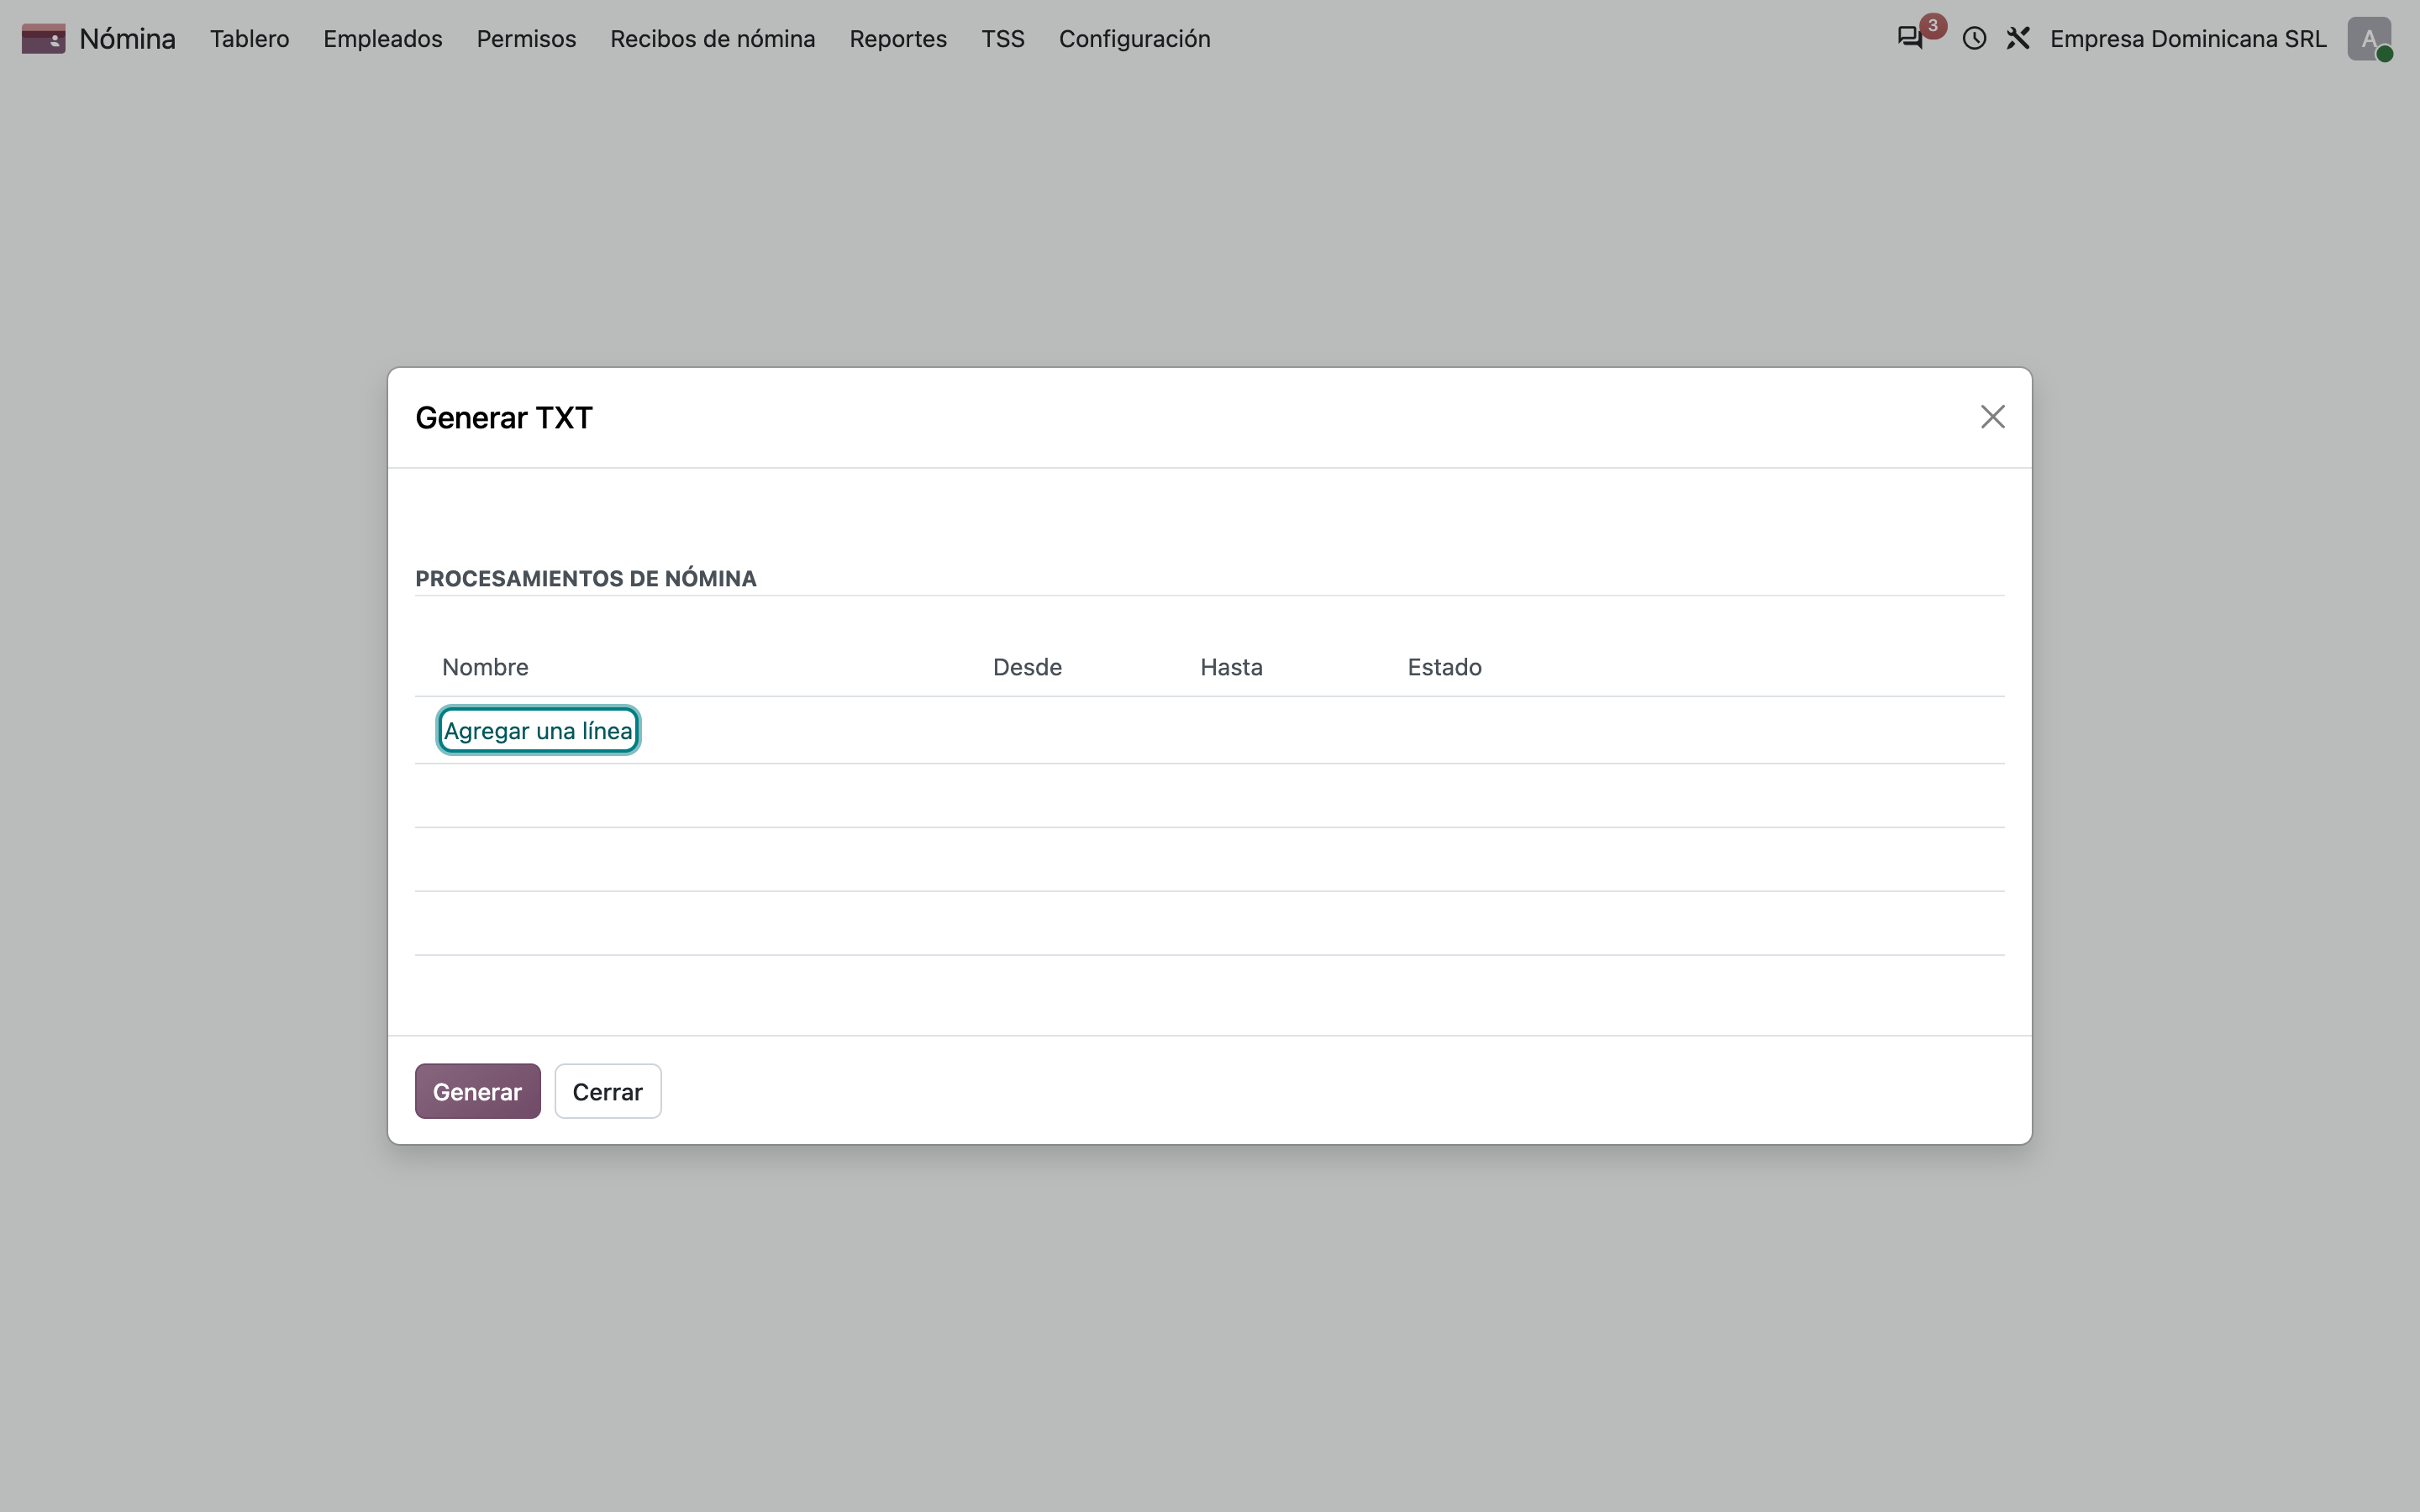 Nómina Tablero Empleados Permisos Recibos de nómina Reportes TSS Configuración 3 Empresa Dominicana SRL A
Generar TXT
PROCESAMIENTOS DE NÓMINA
Nombre Desde Hasta Estado
Agregar una línea
Generar Cerrar